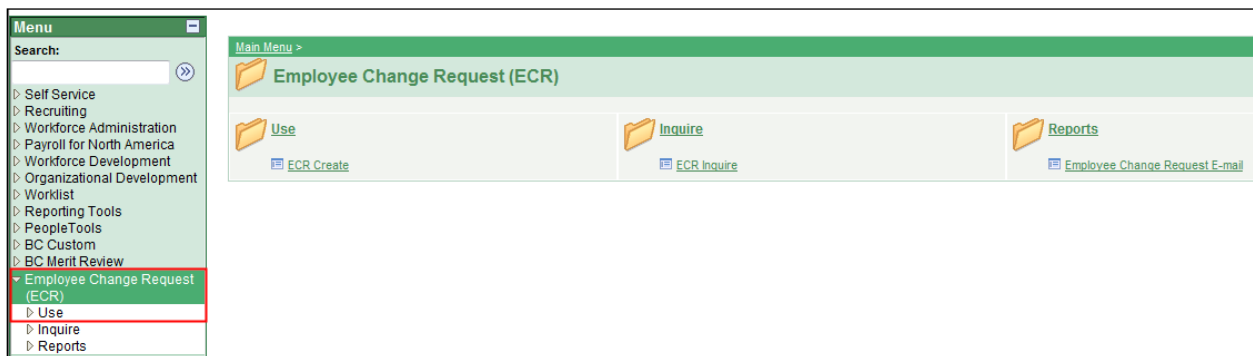 Menu
Search:
Self Service
Recruiting
Workforce Administration
Payroll for North America
Workforce Development
Organizational Development
Worklist
Reporting Tools
PeopleTools
BC Custom
BC Merit Review
Employee Change Request
(ECR)
Use
Inquire
Reports
Main Menu >
Employee Change Request (ECR)
Use
ECR Create
Inquire
ECR Inquire
Reports
Employee Change Request E-mail